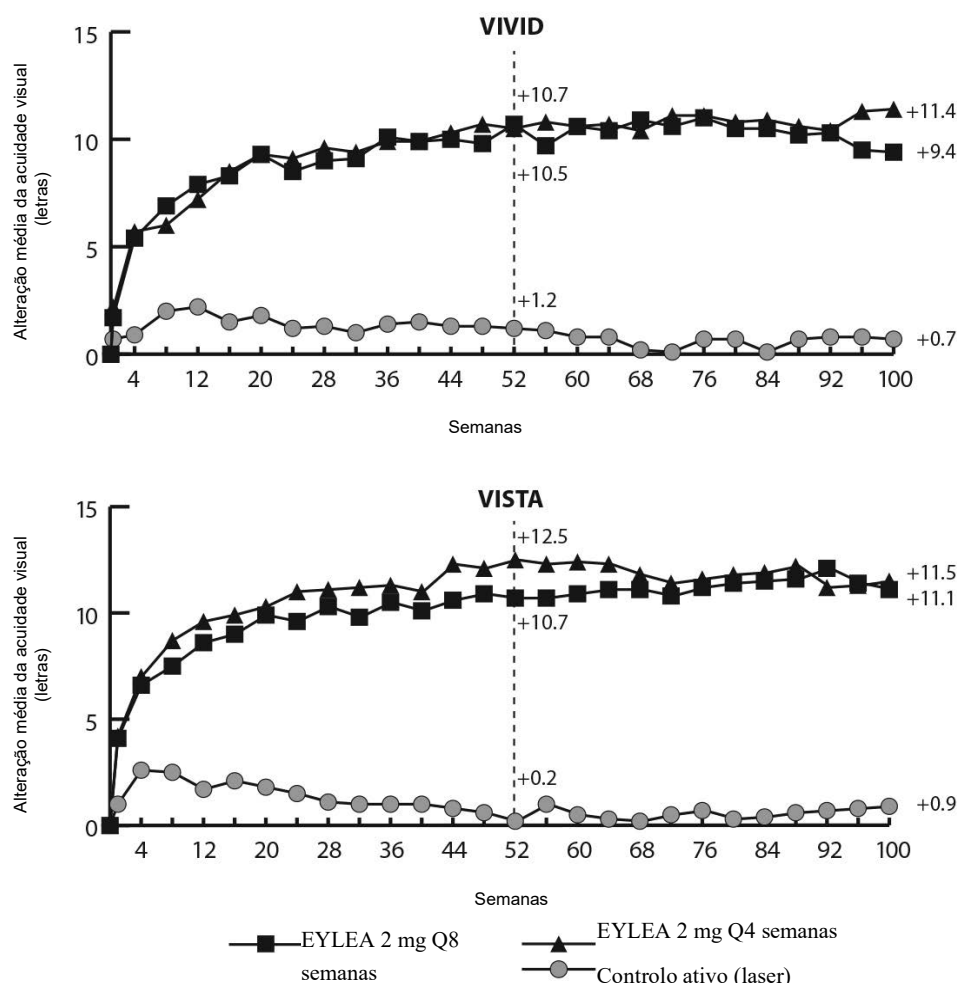 VIVID
Alteração média da acuidade visual
(letras)
15
10
5
0
+10.7
+10.5
+1.2
+11.4
+9.4
+0.7
4 12 20 28 36 44 52 60 68 76 84 92 100
Semanas
VISTA
Alteração média da acuidade visual
(letras)
15
10
5
0
+12.5
+10.7
+0.2
+11.5
+11.1
+0.9
4 12 20 28 36 44 52 60 68 76 84 92 100
Semanas
EYLEA 2 mg Q8
semanas
EYLEA 2 mg Q4 semanas
Controlo ativo (laser)